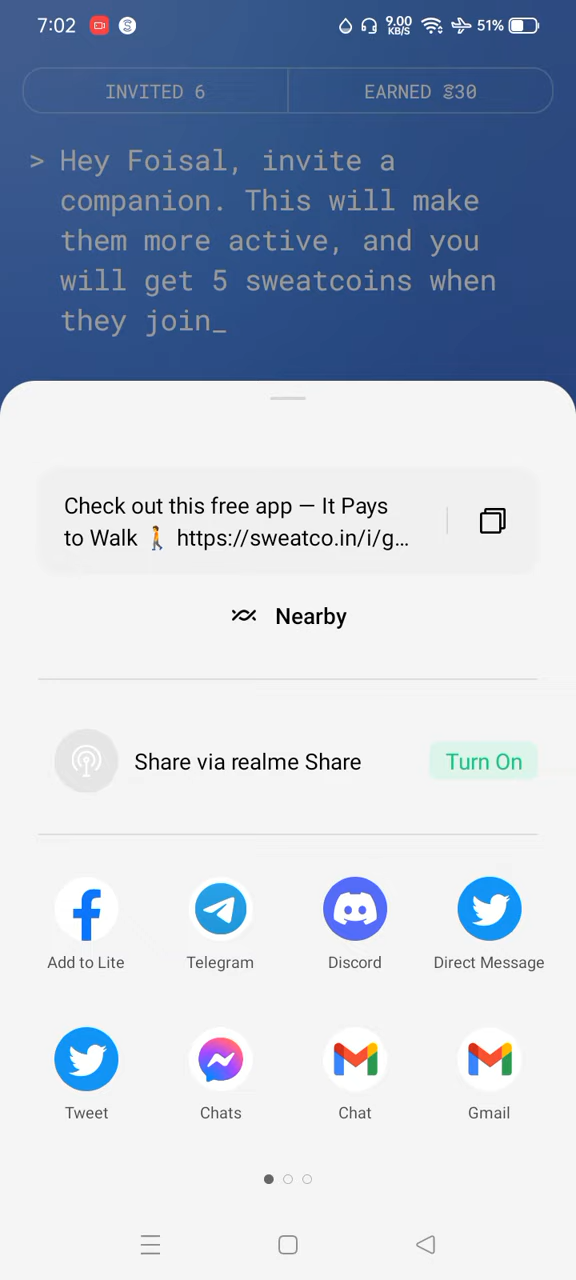 7:02 9.00 KB/S 51%
INVITED 6 EARNED 30
> Hey Foisal, invite a
companion. This will make
them more active, and you
will get 5 sweatcoins when
they join_
Check out this free app — It Pays
to Walk 🚶 https://sweatco.in/i/g...
Nearby
Share via realme Share Turn On
Add to Lite Telegram Discord Direct Message
Tweet Chats Chat Gmail